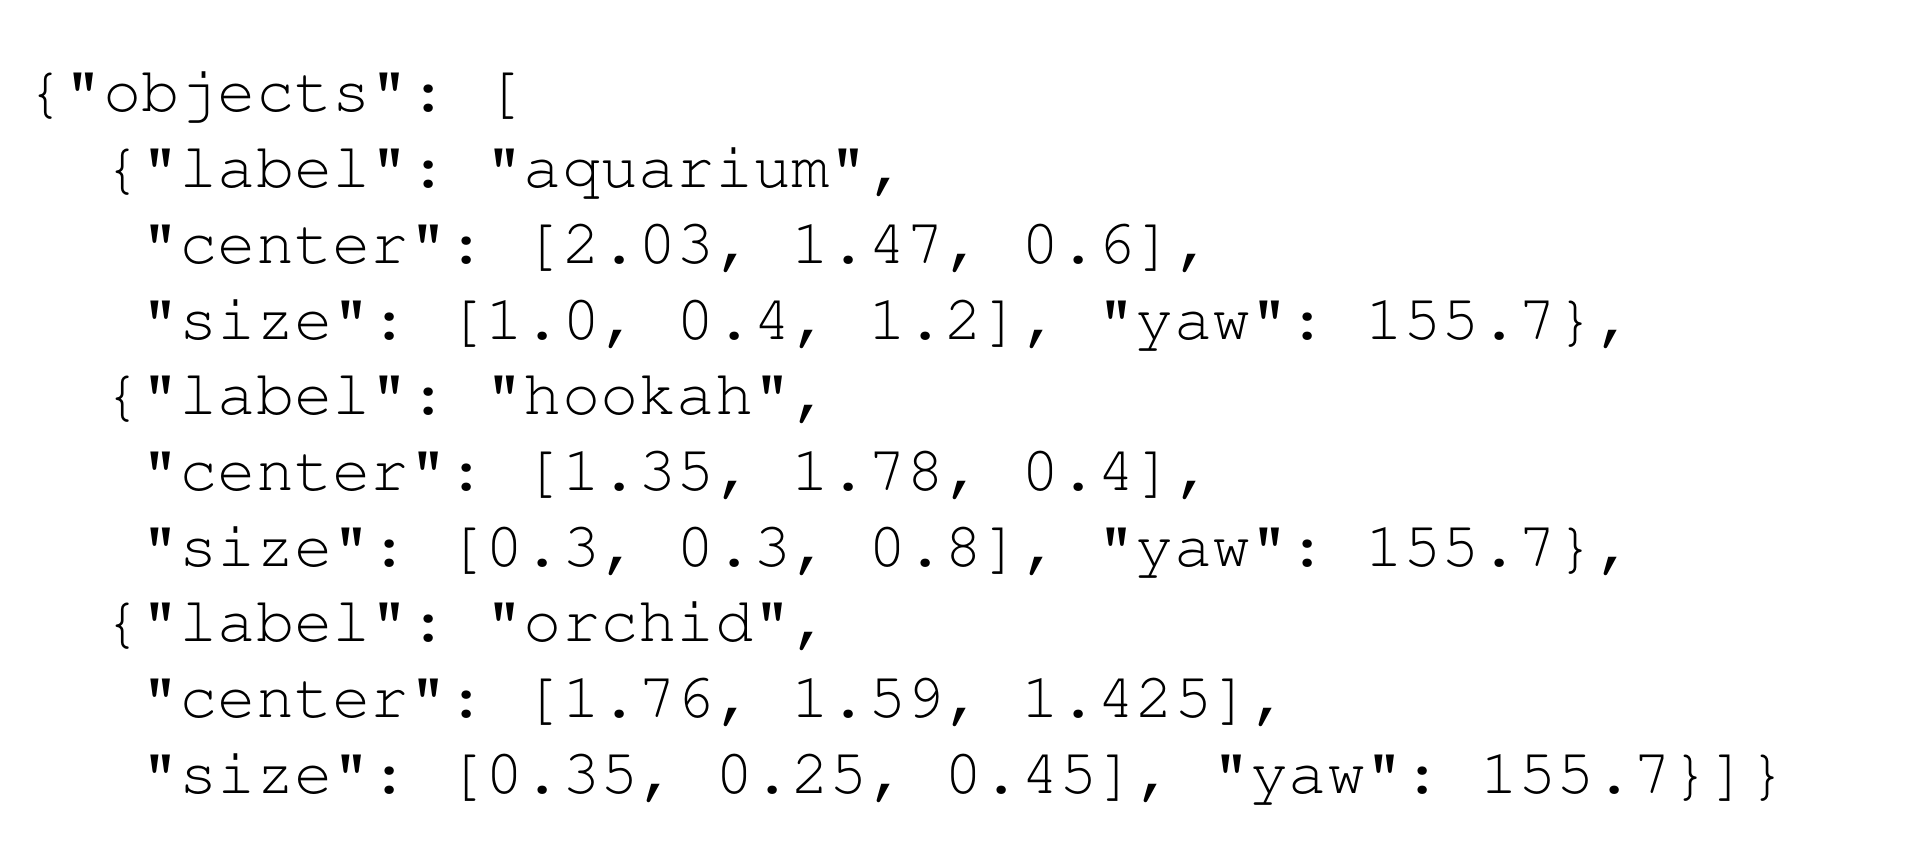 {"objects": [
  {"label": "aquarium",
   "center": [2.03, 1.47, 0.6],
   "size": [1.0, 0.4, 1.2], "yaw": 155.7},
  {"label": "hookah",
   "center": [1.35, 1.78, 0.4],
   "size": [0.3, 0.3, 0.8], "yaw": 155.7},
  {"label": "orchid",
   "center": [1.76, 1.59, 1.425],
   "size": [0.35, 0.25, 0.45], "yaw": 155.7}]}